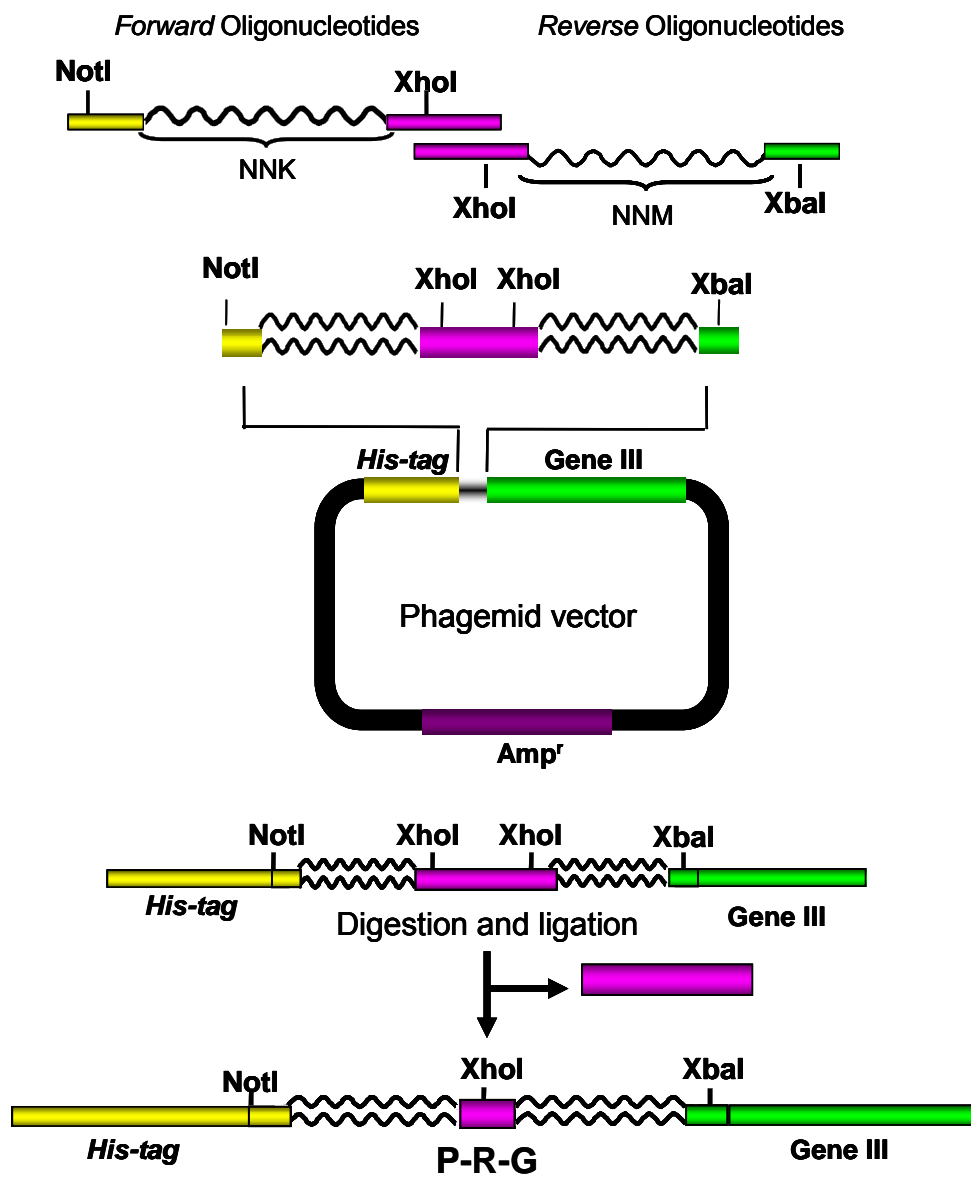 Forward Oligonucleotides Reverse Oligonucleotides
NotI XhoI
NNK
XhoI NNM XbaI
NotI XhoI XhoI XbaI
His-tag Gene III
Phagemid vector
Ampʳ
NotI XhoI XhoI XbaI
His-tag Gene III
Digestion and ligation
NotI XhoI XbaI
His-tag P-R-G Gene III